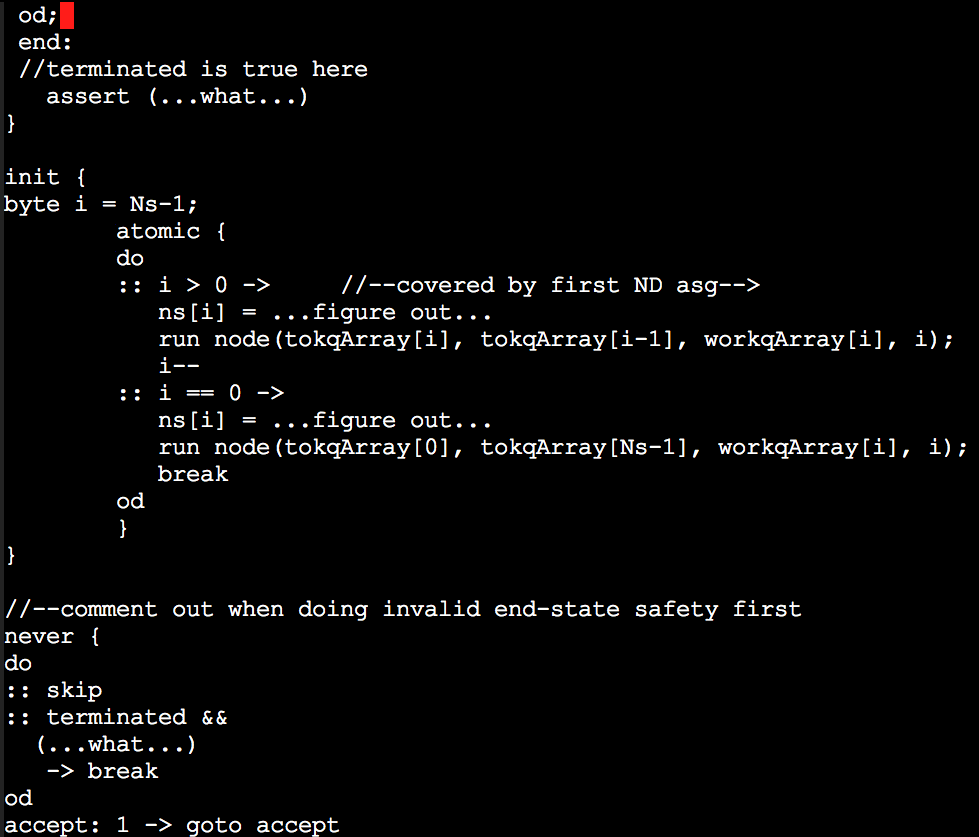 od;
end:
//terminated is true here
assert (...what...)
}
init {
byte i = Ns-1;
atomic {
do
:: i > 0 -> //--covered by first ND asg-->
ns[i] = ...figure out...
run node(tokqArray[i], tokqArray[i-1], workqArray[i], i);
i--
:: i == 0 ->
ns[i] = ...figure out...
run node(tokqArray[0], tokqArray[Ns-1], workqArray[i], i);
break
od
}
}
//--comment out when doing invalid end-state safety first
never {
do
:: skip
:: terminated &&
(...what...)
-> break
od
accept: 1 -> goto accept